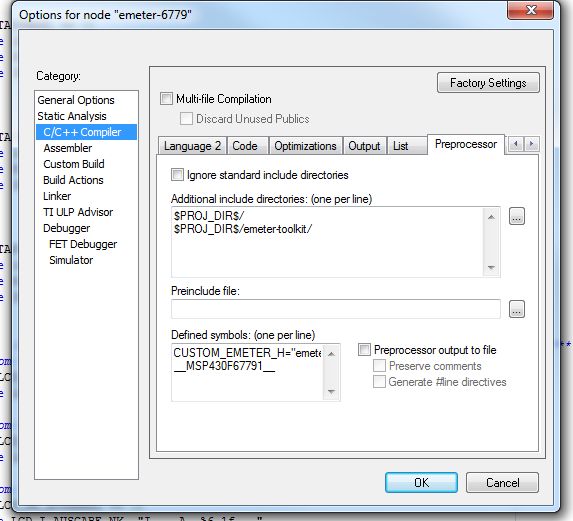 Options for node "emeter-6779"
Category:
General Options
Static Analysis
C/C++ Compiler
Assembler
Custom Build
Build Actions
Linker
TI ULP Advisor
Debugger
FET Debugger
Simulator
Factory Settings
Multi-file Compilation
Discard Unused Publics
Language 2 Code Optimizations Output List Preprocessor
Ignore standard include directories
Additional include directories: (one per line)
$PROJ_DIR$/
$PROJ_DIR$/emeter-toolkit/
...
Preinclude file:
...
Defined symbols: (one per line)
CUSTOM_EMETER_H="emete
__MSP430F67791__
Preprocessor output to file
Preserve comments
Generate #line directives
OK Cancel